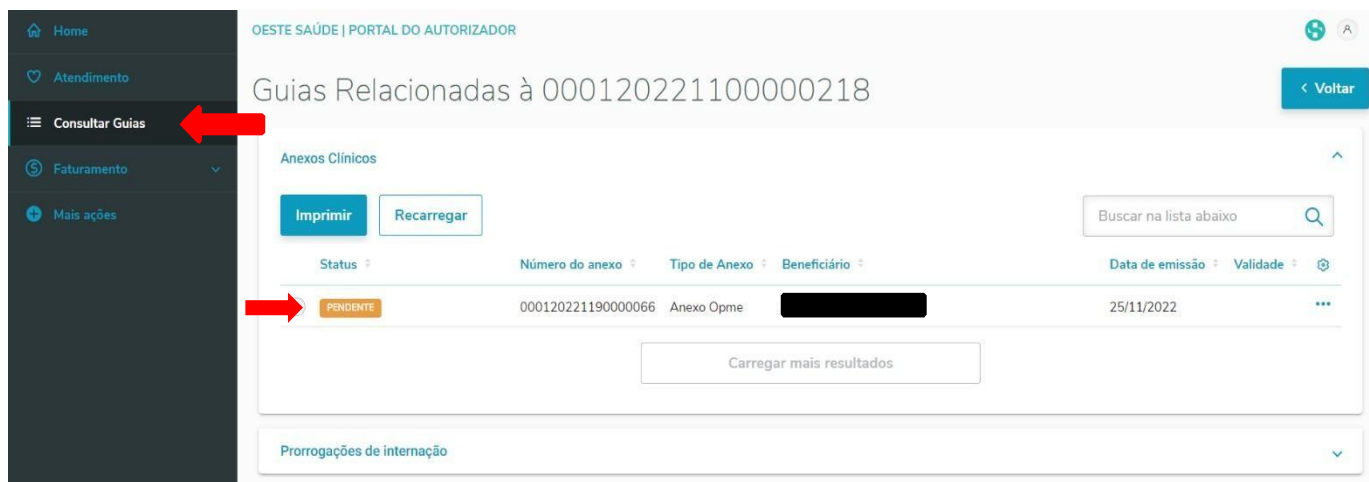 Home
Atendimento
Consultar Guias
Faturamento
Mais ações
OESTE SAÚDE | PORTAL DO AUTORIZADOR
Guias Relacionadas à 000120221100000218
Voltar
Anexos Clínicos
Imprimir Recarregar Buscar na lista abaixo
Status Número do anexo Tipo de Anexo Beneficiário Data de emissão Validade
PENDENTE 000120221190000066 Anexo Opme 25/11/2022
Carregar mais resultados
Prorrogações de internação